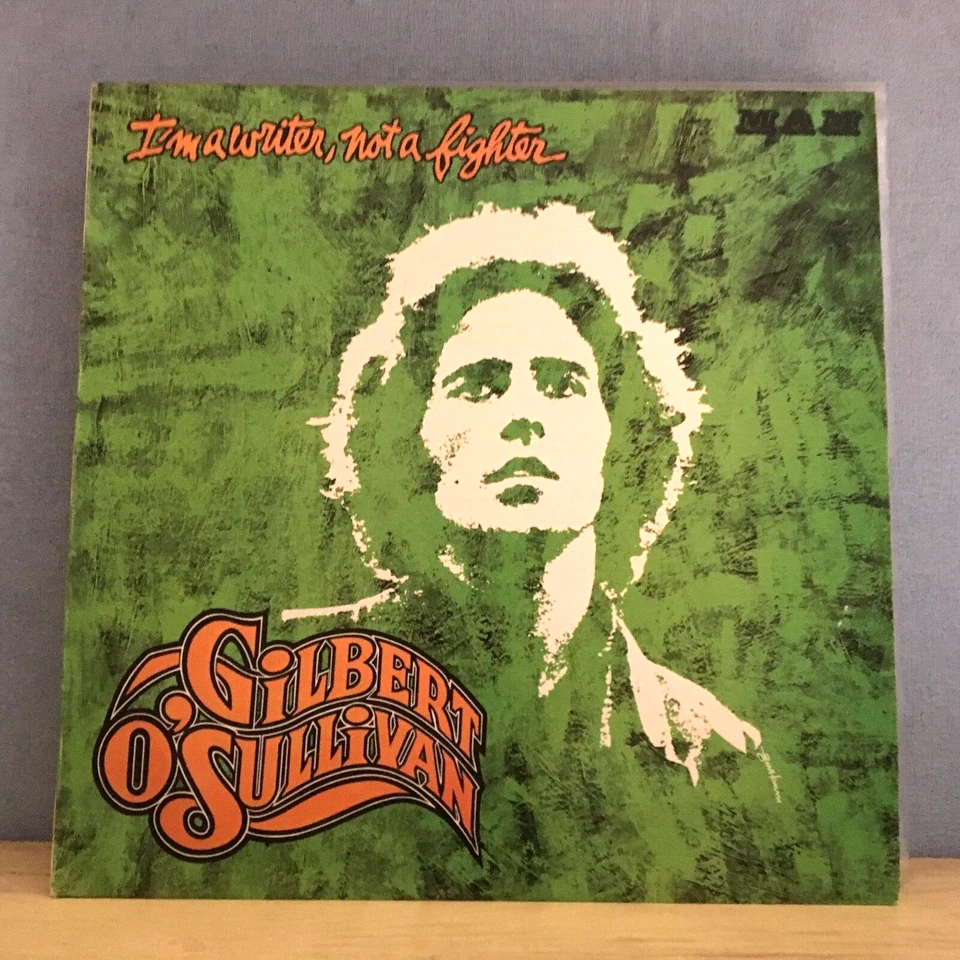 I'm a writer, not a fighter
MAM
GiLBERT
O'SULLiVAN